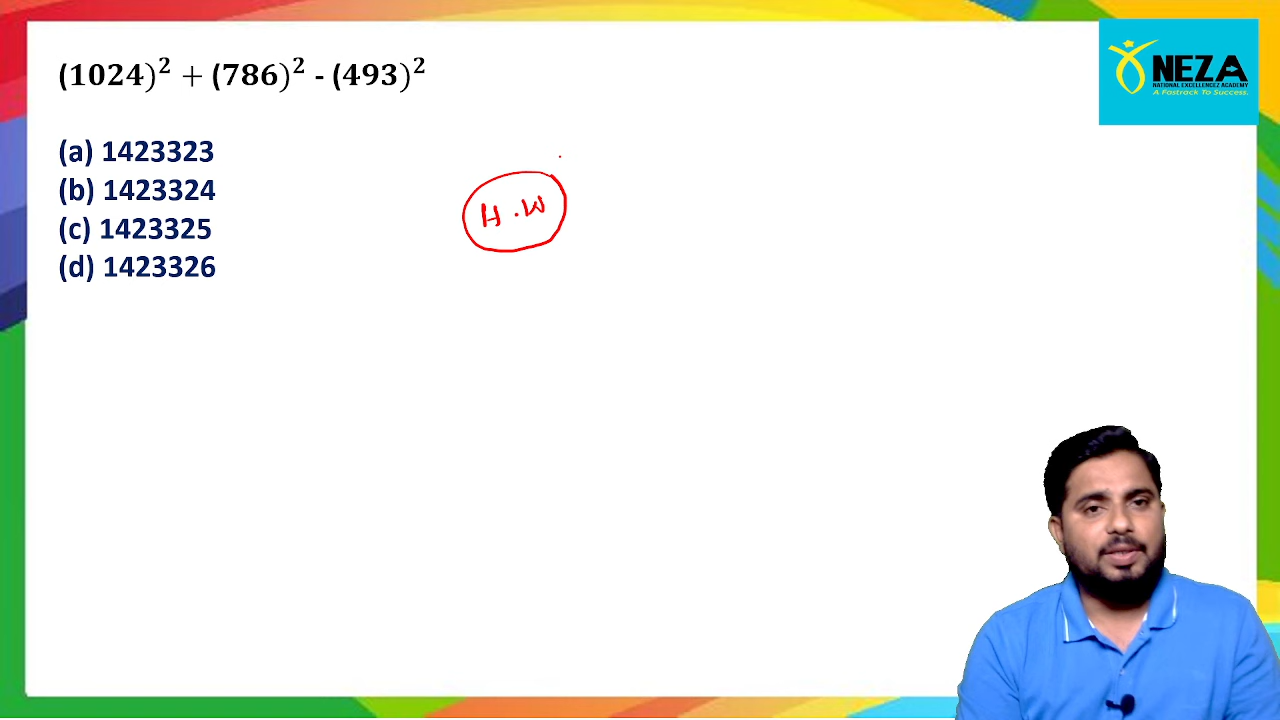 (1024)² + (786)² - (493)²
(a) 1423323
(b) 1423324
(c) 1423325
(d) 1423326
H.W
NEZA
NATIONAL EXCELLENCEZ ACADEMY
A Fastrack To Success.